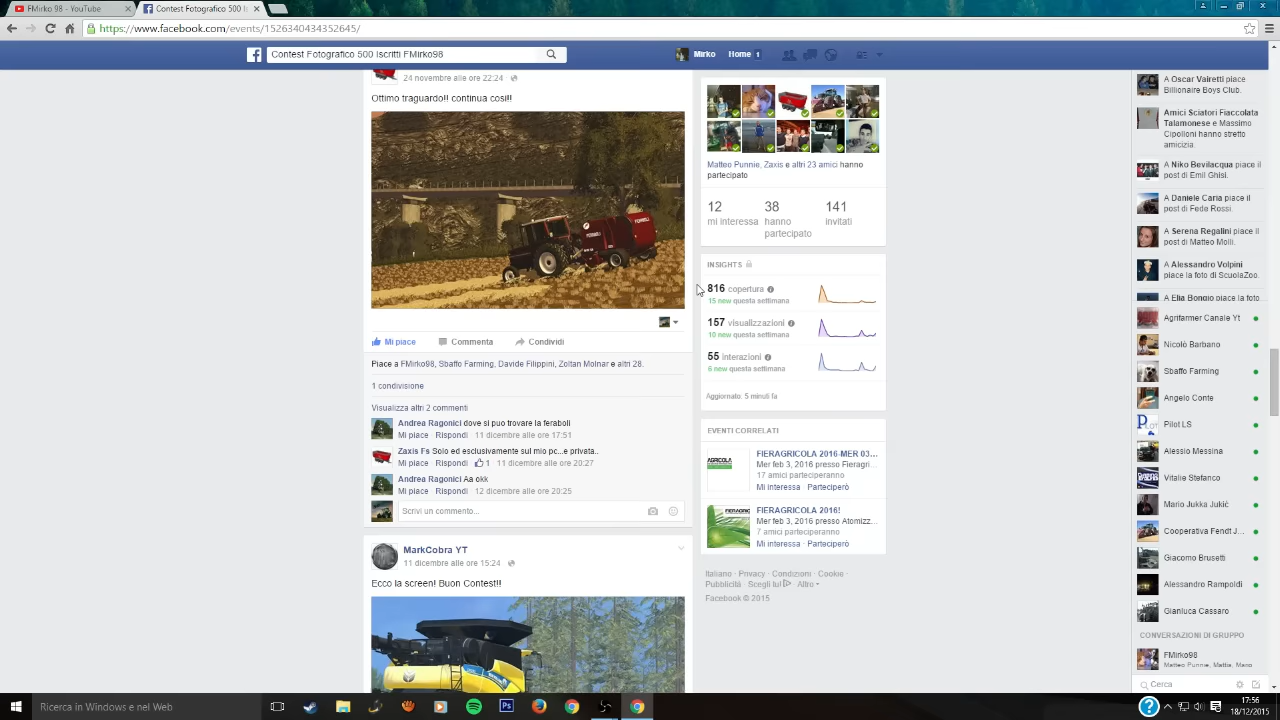 FMirko 98 - YouTube
Contest Fotografico 500 Is
https://www.facebook.com/events/1526340434352645/
Contest Fotografico 500 Iscritti FMirko98
Mirko
Home 1
24 novembre alle ore 22:24
Ottimo traguardo!! continua cosi!!
Mi piace Commenta Condividi
Piace a FMirko98, Sbaffo Farming, Davide Filippini, Zoltan Molnar e altri 28.
1 condivisione
Visualizza altri 2 commenti
Andrea Ragonici dove si puo trovare la feraboli
Mi piace Rispondi 11 dicembre alle ore 17:51
Zaxis Fs Solo ed esclusivamente sul mio pc...e privata..
Mi piace Rispondi 1 11 dicembre alle ore 20:27
Andrea Ragonici Aa okk
Mi piace Rispondi 12 dicembre alle ore 20:25
Scrivi un commento...
MarkCobra YT
11 dicembre alle ore 15:24
Ecco la screen! Buon Contest!!
Matteo Punnie, Zaxis e altri 23 amici hanno
partecipato
12 38 141
mi interessa hanno partecipato invitati
INSIGHTS
816 copertura
15 new questa settimana
157 visualizzazioni
10 new questa settimana
55 interazioni
6 new questa settimana
Aggiornato: 5 minuti fa
EVENTI CORRELATI
FIERAGRICOLA 2016-MER 03...
Mer feb 3, 2016 presso Fieragri...
17 amici parteciperanno
Mi interessa · Parteciperò
FIERAGRICOLA 2016!
Mer feb 3, 2016 presso Atomizz...
7 amici parteciperanno
Mi interessa · Parteciperò
Italiano · Privacy · Condizioni · Cookie ·
Pubblicità · Scegli tu! · Altro
Facebook © 2015
A Oscar Vairetti piace
Billionaire Boys Club.
Amici Sciatori Fiaccolata
Talamonese e Massimo
Cipolloni hanno stretto
amicizia.
A Niko Bevilacqua piace il
post di Emil Ghisi.
A Daniele Caria piace il
post di Fede Rossi.
A Serena Regalini piace il
post di Matteo Molli.
A Alessandro Volpini
piace la foto di ScuolaZoo.
A Elia Bongio piace la foto
Agrifarmer Canale Yt
Nicolò Barbano
Sbaffo Farming
Angelo Conte
Pilot LS
Alessio Messina
Vitalie Stefanco
Mario Jukka Jukić
Cooperativa Fendt J...
Giacomo Brusetti
Alessandro Rampoldi
Gianluca Cassaro
CONVERSAZIONI DI GRUPPO
FMirko98
Matteo Punnie, Mattia, Mario
Cerca
Ricerca in Windows e nel Web
17:56
18/12/2015